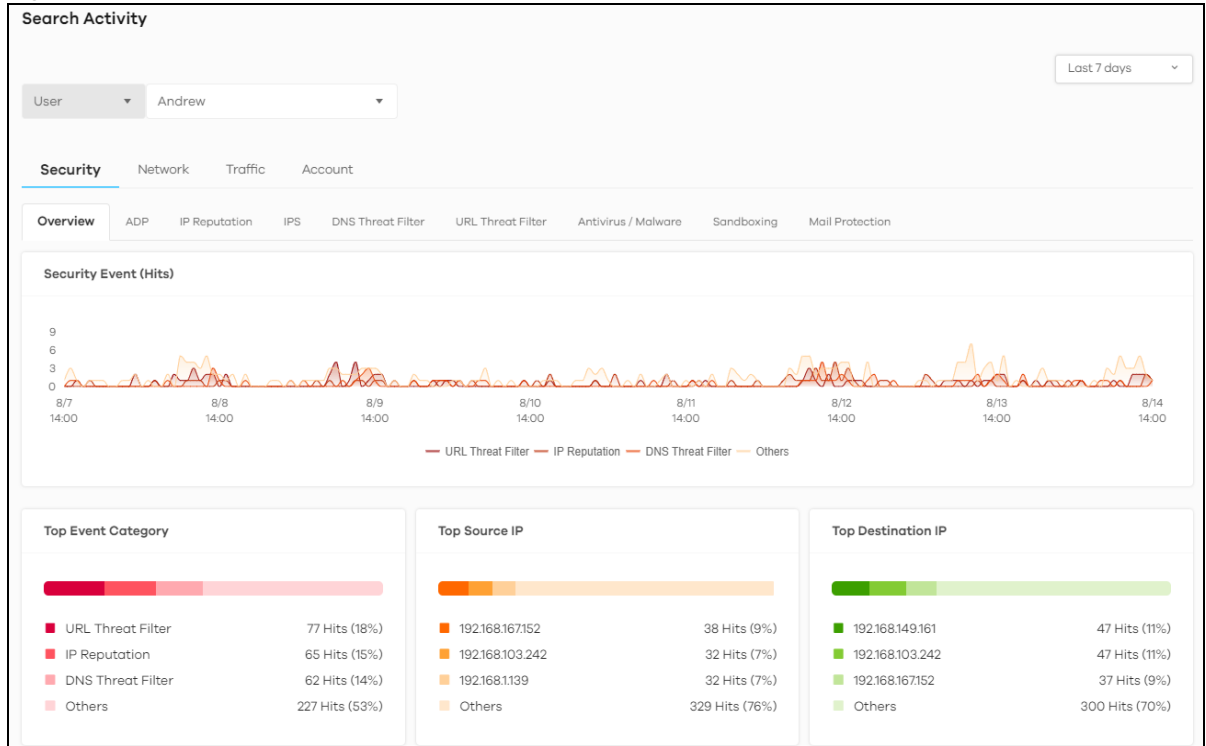 Search Activity
Last 7 days
User Andrew
Security Network Traffic Account
Overview ADP IP Reputation IPS DNS Threat Filter URL Threat Filter Antivirus / Malware Sandboxing Mail Protection
Security Event (Hits)
9
6
3
0
8/7 8/8 8/9 8/10 8/11 8/12 8/13 8/14
14:00 14:00 14:00 14:00 14:00 14:00 14:00 14:00
URL Threat Filter IP Reputation DNS Threat Filter Others
Top Event Category
URL Threat Filter 77 Hits (18%)
IP Reputation 65 Hits (15%)
DNS Threat Filter 62 Hits (14%)
Others 227 Hits (53%)
Top Source IP
192.168.167.152 38 Hits (9%)
192.168.103.242 32 Hits (7%)
192.168.1.139 32 Hits (7%)
Others 329 Hits (76%)
Top Destination IP
192.168.149.161 47 Hits (11%)
192.168.103.242 47 Hits (11%)
192.168.167.152 37 Hits (9%)
Others 300 Hits (70%)